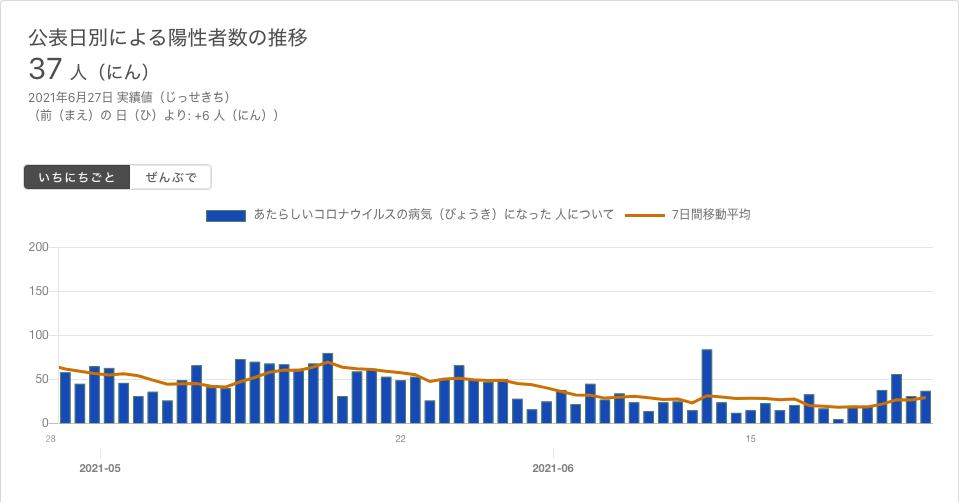 公表日別による陽性者数の推移
37 人（にん）
2021年6月27日 実績値（じっせきち）
（前（まえ）の 日（ひ）より: +6 人（にん））
いちにちごと ぜんぶで
あたらしいコロナウイルスの病気（びょうき）になった 人について 7日間移動平均
200
150
100
50
0
28 22 15
2021-05 2021-06